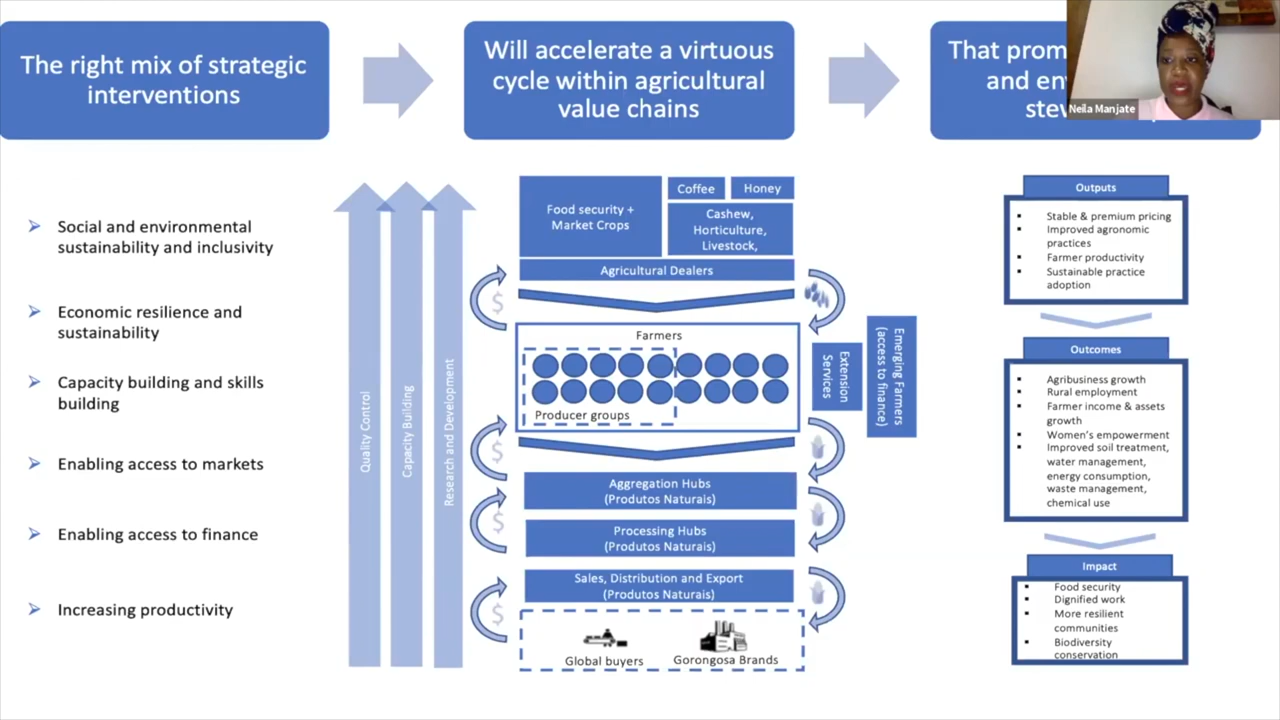 The right mix of strategic
interventions
Will accelerate a virtuous
cycle within agricultural
value chains
That
and
Neila Manjate
Social and environmental
sustainability and inclusivity
Economic resilience and
sustainability
Capacity building and skills
building
Enabling access to markets
Enabling access to finance
Increasing productivity
Quality Control
Capacity Building
Research and Development
Food security +
Market Crops
Coffee
Honey
Cashew,
Horticulture,
Livestock,
Agricultural Dealers
$
Farmers
Producer groups
Extension
Services
Emerging Farmers
(access to finance)
$
Aggregation Hubs
(Produtos Naturais)
$
Processing Hubs
(Produtos Naturais)
Sales, Distribution and Export
(Produtos Naturais)
$
Global buyers
Gorongosa Brands
Outputs
Stable & premium pricing
Improved agronomic
practices
Farmer productivity
Sustainable practice
adoption
Outcomes
Agribusiness growth
Rural employment
Farmer income & assets
growth
Women's empowerment
Improved soil treatment,
water management,
energy consumption,
waste management,
chemical use
Impact
Food security
Dignified work
More resilient
communities
Biodiversity
conservation